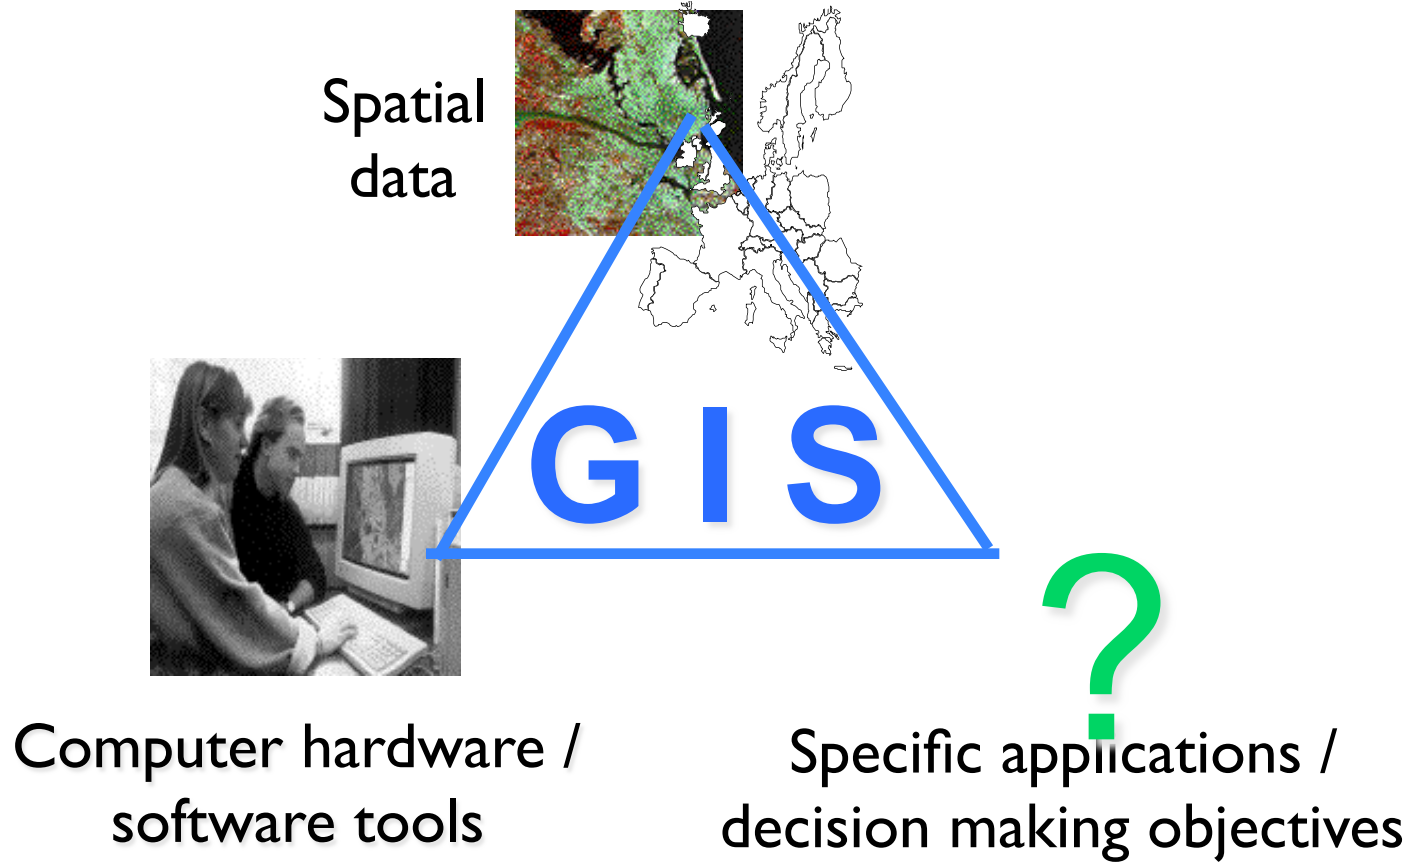 Spatial
data
G I S
?
Computer hardware /
software tools
Specific applications /
decision making objectives